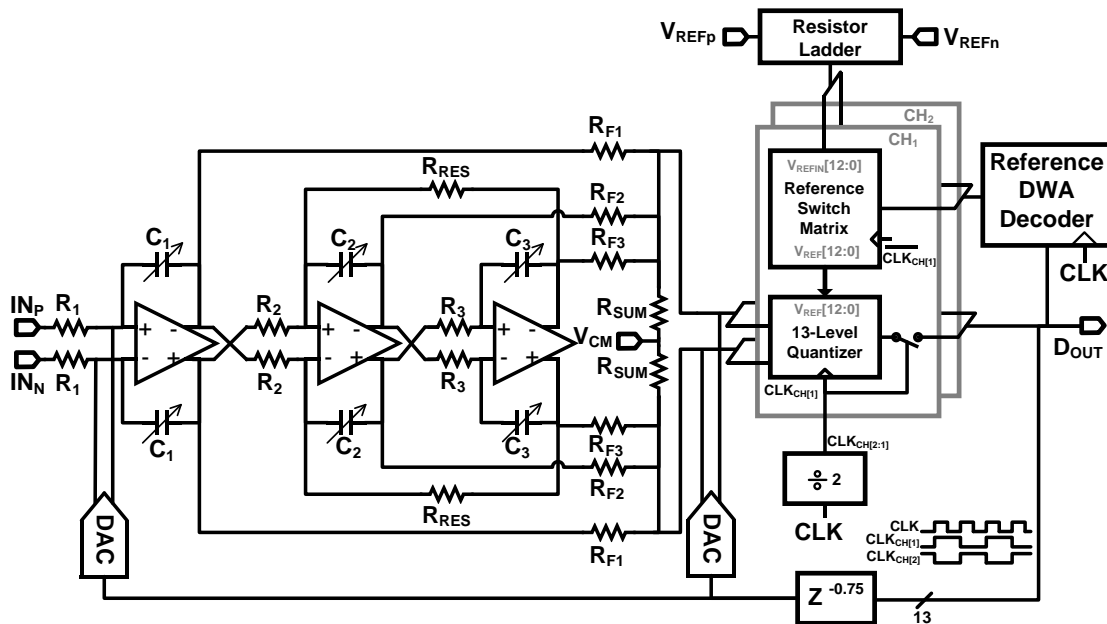 V_REFp
Resistor
Ladder
V_REFn
CH_2
CH_1
R_F1
R_RES
R_F2
R_F3
C_1
C_2
C_3
V_REFIN[12:0]
Reference
Switch
Matrix
V_REF[12:0]
CLK_CH[1]
Reference
DWA
Decoder
CLK
IN_P
R_1
R_2
R_3
R_SUM
V_CM
R_SUM
IN_N
R_1
R_2
R_3
+
-
-
+
+
-
-
+
+
-
-
+
V_REF[12:0]
13-Level
Quantizer
CLK_CH[1]
D_OUT
C_1
C_2
C_3
R_F3
R_F2
R_RES
R_F1
CLK_CH[2:1]
÷ 2
CLK
CLK
CLK_CH[1]
CLK_CH[2]
DAC
DAC
Z^-0.75
13